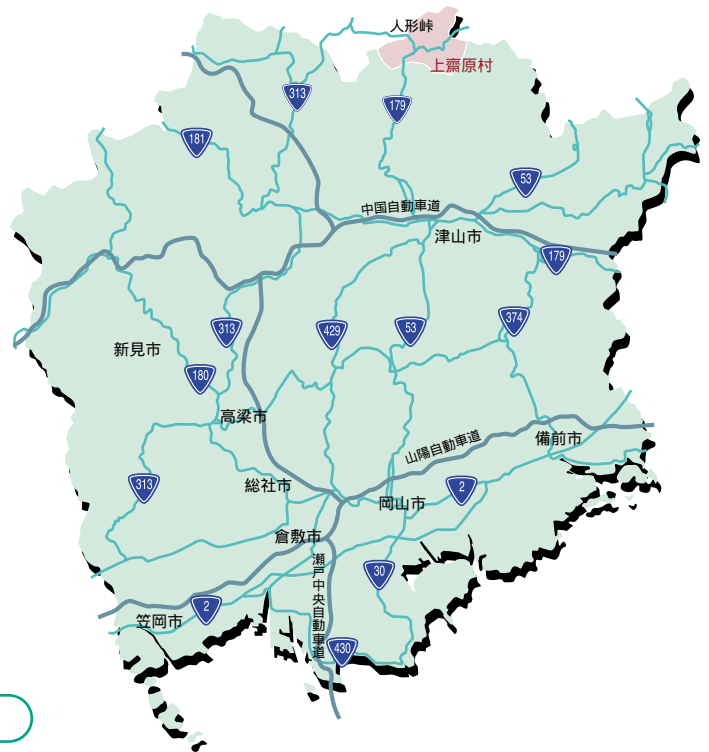 人形峠
上齋原村
313
179
181
53
中国自動車道
津山市
179
313
429
53
374
新見市
180
高梁市
備前市
山陽自動車道
313
総社市
2
岡山市
倉敷市
瀬戸中央自動車道
30
2
笠岡市
430